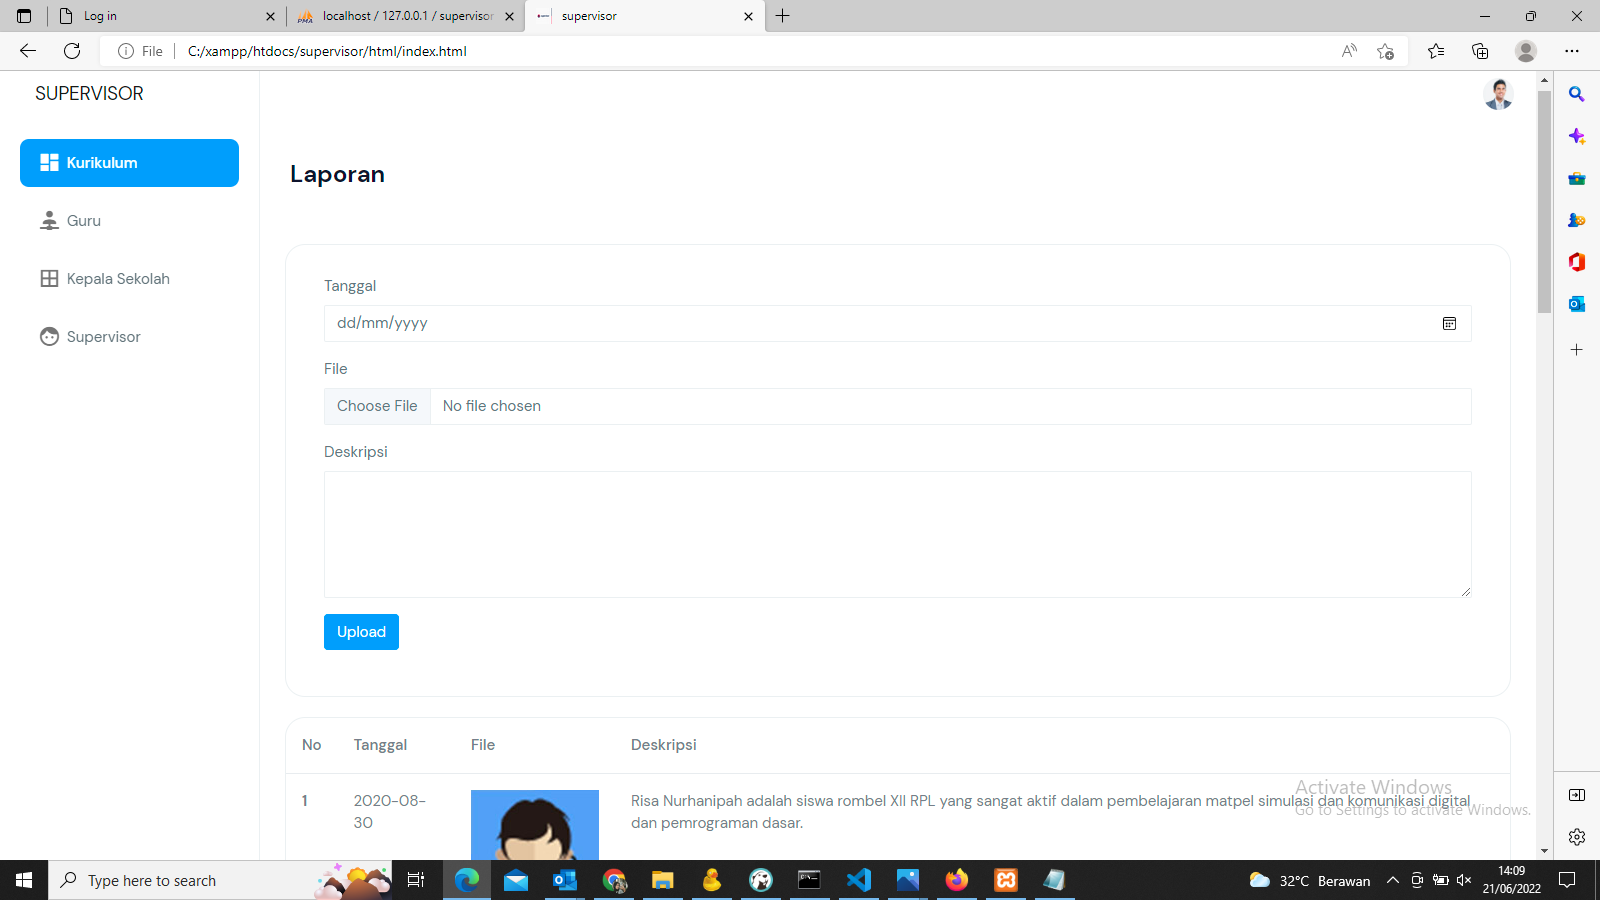 Log in
localhost / 127.0.0.1 / supervisor
supervisor
File
C:/xampp/htdocs/supervisor/html/index.html
SUPERVISOR
Kurikulum
Guru
Kepala Sekolah
Supervisor
Laporan
Tanggal
dd/mm/yyyy
File
Choose File
No file chosen
Deskripsi
Upload
No Tanggal File Deskripsi
1 2020-08-30 Risa Nurhanipah adalah siswa rombel XII RPL yang sangat aktif dalam pembelajaran matpel simulasi dan komunikasi digital
dan pemrograman dasar.
Activate Windows
Go to Settings to activate Windows.
Type here to search
32°C Berawan
14:09
21/06/2022